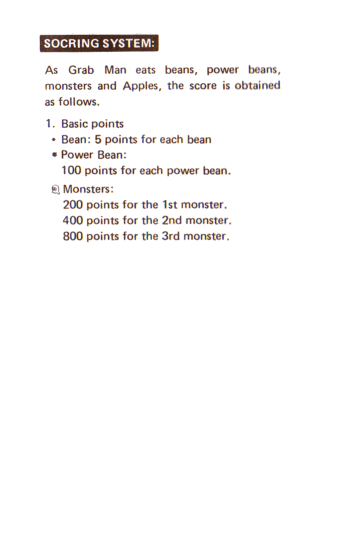 SOCRING SYSTEM:
As Grab Man eats beans, power beans,
monsters and Apples, the score is obtained
as follows.
1. Basic points
• Bean: 5 points for each bean
● Power Bean:
100 points for each power bean.
Monsters:
200 points for the 1st monster.
400 points for the 2nd monster.
800 points for the 3rd monster.